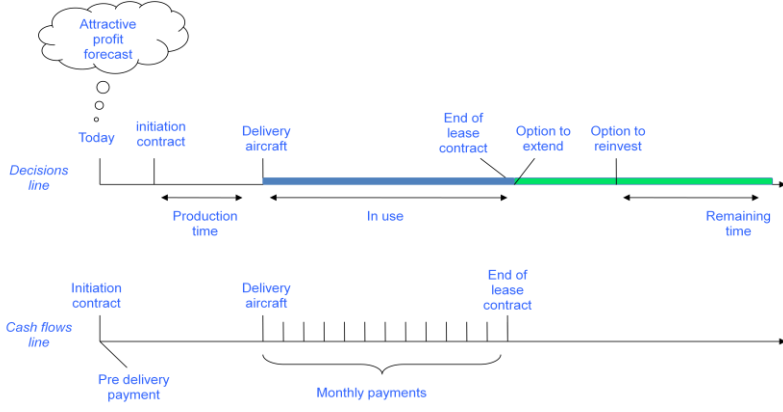 Attractive
profit
forecast
Today
initiation
contract
Delivery
aircraft
End of
lease
contract
Option to
extend
Option to
reinvest
Decisions
line
Production
time
In use
Remaining
time
Initiation
contract
Delivery
aircraft
End of
lease
contract
Cash flows
line
Pre delivery
payment
Monthly payments